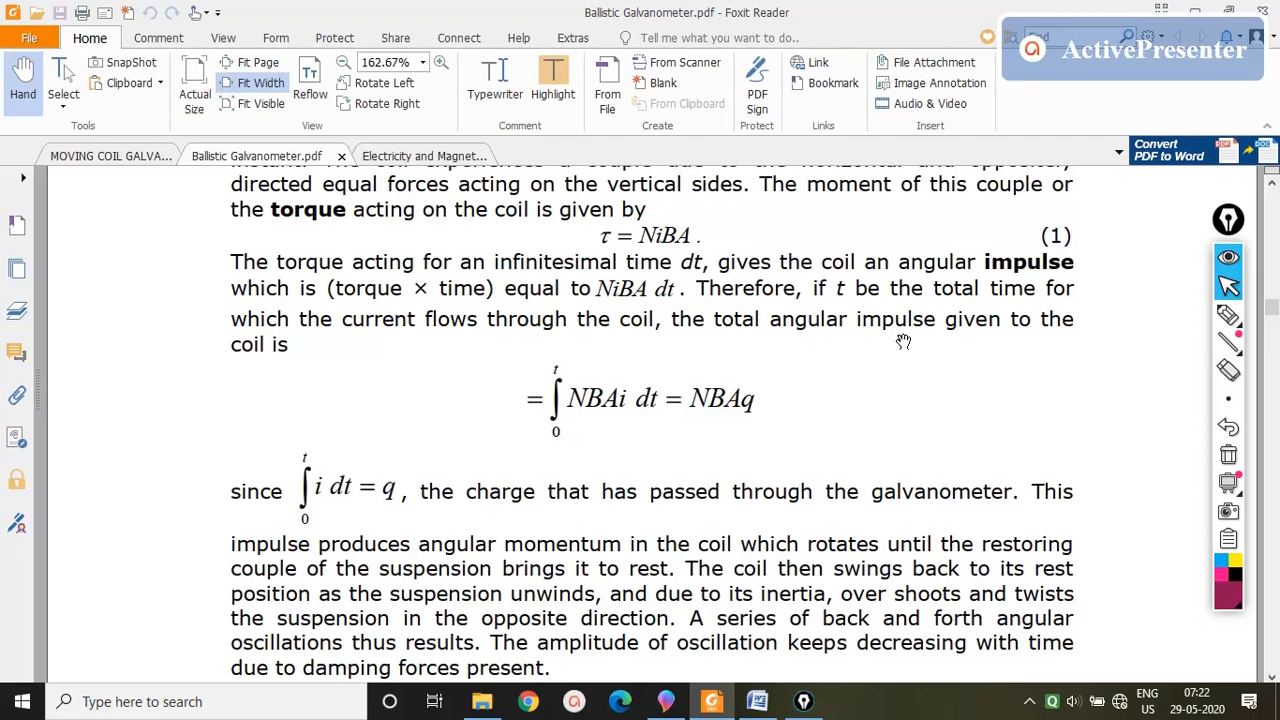 Ballistic Galvanometer.pdf - Foxit Reader
ActivePresenter
File Home Comment View Form Protect Share Connect Help Extras Tell me what you want to do.. Find
Hand
Select
SnapShot
Clipboard
Actual Size
Fit Page
Fit Width
Fit Visible
Reflow
162.67%
Rotate Left
Rotate Right
Typewriter
Highlight
From File
From Scanner
Blank
From Clipboard
PDF Sign
Link
Bookmark
File Attachment
Image Annotation
Audio & Video
Tools View Comment Create Protect Links Insert
MOVING COIL GALVA... Ballistic Galvanometer.pdf Electricity and Magnet...
Convert
PDF to Word
directed equal forces acting on the vertical sides. The moment of this couple or
the torque acting on the coil is given by
τ = NiBA . (1)
The torque acting for an infinitesimal time dt, gives the coil an angular impulse
which is (torque × time) equal to NiBA dt . Therefore, if t be the total time for
which the current flows through the coil, the total angular impulse given to the
coil is
= ∫₀ᵗ NBAi dt = NBAq
since ∫₀ᵗ i dt = q , the charge that has passed through the galvanometer. This
impulse produces angular momentum in the coil which rotates until the restoring
couple of the suspension brings it to rest. The coil then swings back to its rest
position as the suspension unwinds, and due to its inertia, over shoots and twists
the suspension in the opposite direction. A series of back and forth angular
oscillations thus results. The amplitude of oscillation keeps decreasing with time
due to damping forces present.
Type here to search
ENG
US
07:22
29-05-2020